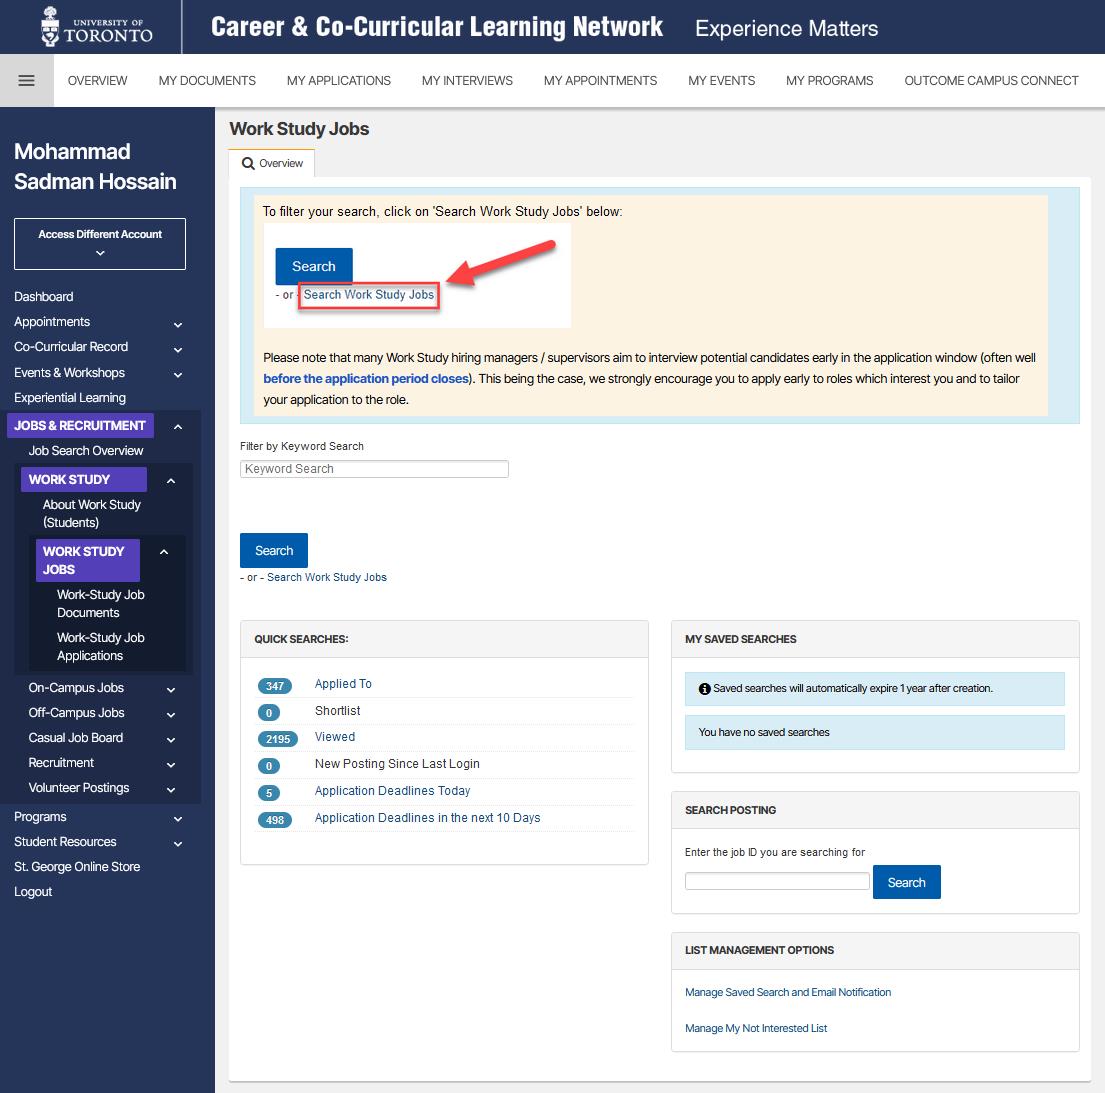 UNIVERSITY OF
TORONTO
Career & Co-Curricular Learning Network
Experience Matters
OVERVIEW
MY DOCUMENTS
MY APPLICATIONS
MY INTERVIEWS
MY APPOINTMENTS
MY EVENTS
MY PROGRAMS
OUTCOME CAMPUS CONNECT
Mohammad
Sadman Hossain
Access Different Account
Dashboard
Appointments
Co-Curricular Record
Events & Workshops
Experiential Learning
JOBS & RECRUITMENT
Job Search Overview
WORK STUDY
About Work Study
(Students)
WORK STUDY
JOBS
Work-Study Job
Documents
Work-Study Job
Applications
On-Campus Jobs
Off-Campus Jobs
Casual Job Board
Recruitment
Volunteer Postings
Programs
Student Resources
St. George Online Store
Logout
Work Study Jobs
Overview
To filter your search, click on 'Search Work Study Jobs' below:
Search
- or - Search Work Study Jobs
Please note that many Work Study hiring managers / supervisors aim to interview potential candidates early in the application window (often well
before the application period closes). This being the case, we strongly encourage you to apply early to roles which interest you and to tailor
your application to the role.
Filter by Keyword Search
Keyword Search
Search
- or - Search Work Study Jobs
QUICK SEARCHES:
347 Applied To
0 Shortlist
2195 Viewed
0 New Posting Since Last Login
5 Application Deadlines Today
498 Application Deadlines in the next 10 Days
MY SAVED SEARCHES
Saved searches will automatically expire 1 year after creation.
You have no saved searches
SEARCH POSTING
Enter the job ID you are searching for
Search
LIST MANAGEMENT OPTIONS
Manage Saved Search and Email Notification
Manage My Not Interested List